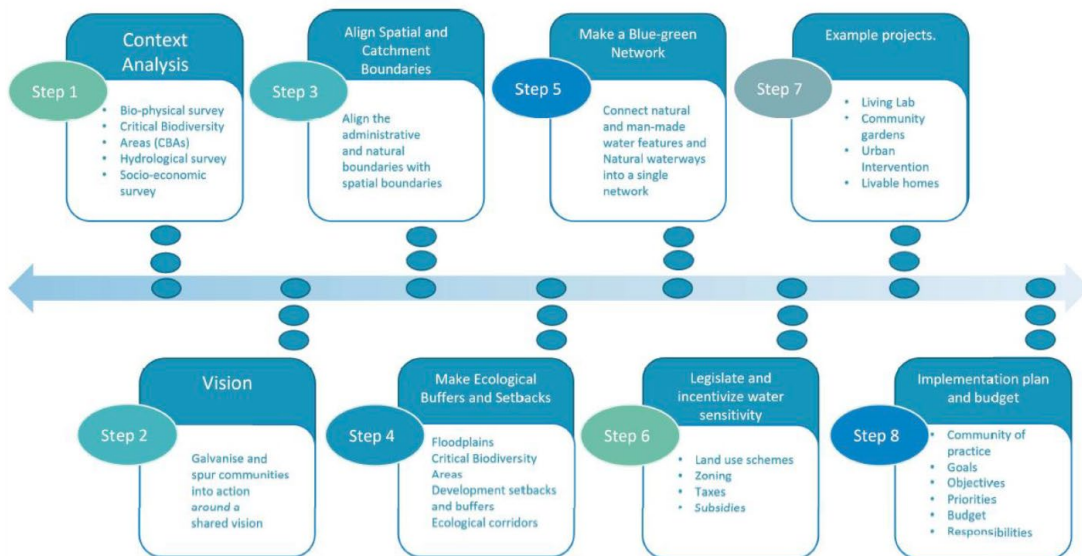 Context
Analysis
Step 1
• Bio-physical survey
• Critical Biodiversity
• Areas (CBAs)
• Hydrological survey
• Socio-economic
survey
Align Spatial and
Catchment
Boundaries
Step 3
Align the
administrative
and natural
boundaries with
spatial boundaries
Make a Blue-green
Network
Step 5
Connect natural
and man-made
water features and
Natural waterways
into a single
network
Example projects.
Step 7
• Living Lab
• Community
gardens
• Urban
Intervention
• Livable homes
Vision
Step 2
Galvanise and
spur communities
into action
around a
shared vision
Make Ecological
Buffers and Setbacks
Step 4
Floodplains
Critical Biodiversity
Areas
Development setbacks
and buffers
Ecological corridors
Legislate and
incentivize water
sensitivity
Step 6
• Land use schemes
• Zoning
• Taxes
• Subsidies
Implementation plan
and budget
Step 8
• Community of
practice
• Goals
• Objectives
• Priorities
• Budget
• Responsibilities